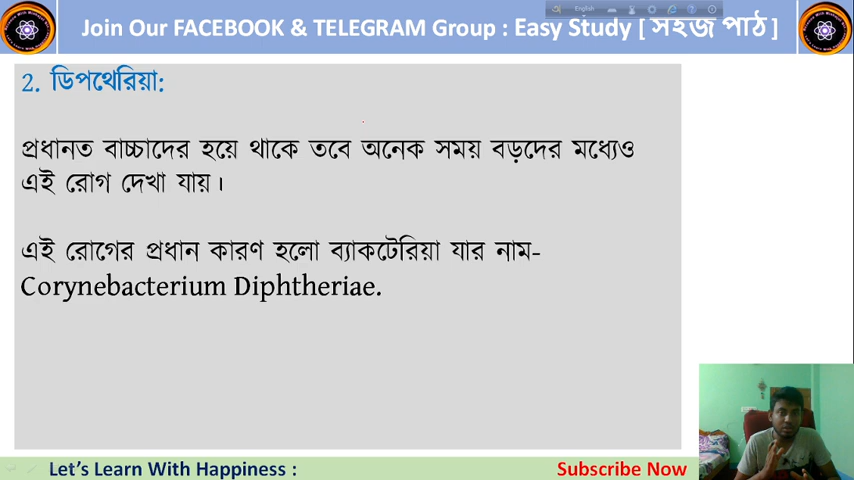 Join Our FACEBOOK & TELEGRAM Group : Easy Study [ সহজ পাঠ ]
English
2. ডিপথেরিয়া:
প্রধানত বাচ্চাদের হয়ে থাকে তবে অনেক সময় বড়দের মধ্যেও
এই রোগ দেখা যায়।
এই রোগের প্রধান কারণ হলো ব্যাকটেরিয়া যার নাম-
Corynebacterium Diphtheriae.
Let's Learn With Happiness :
Subscribe Now